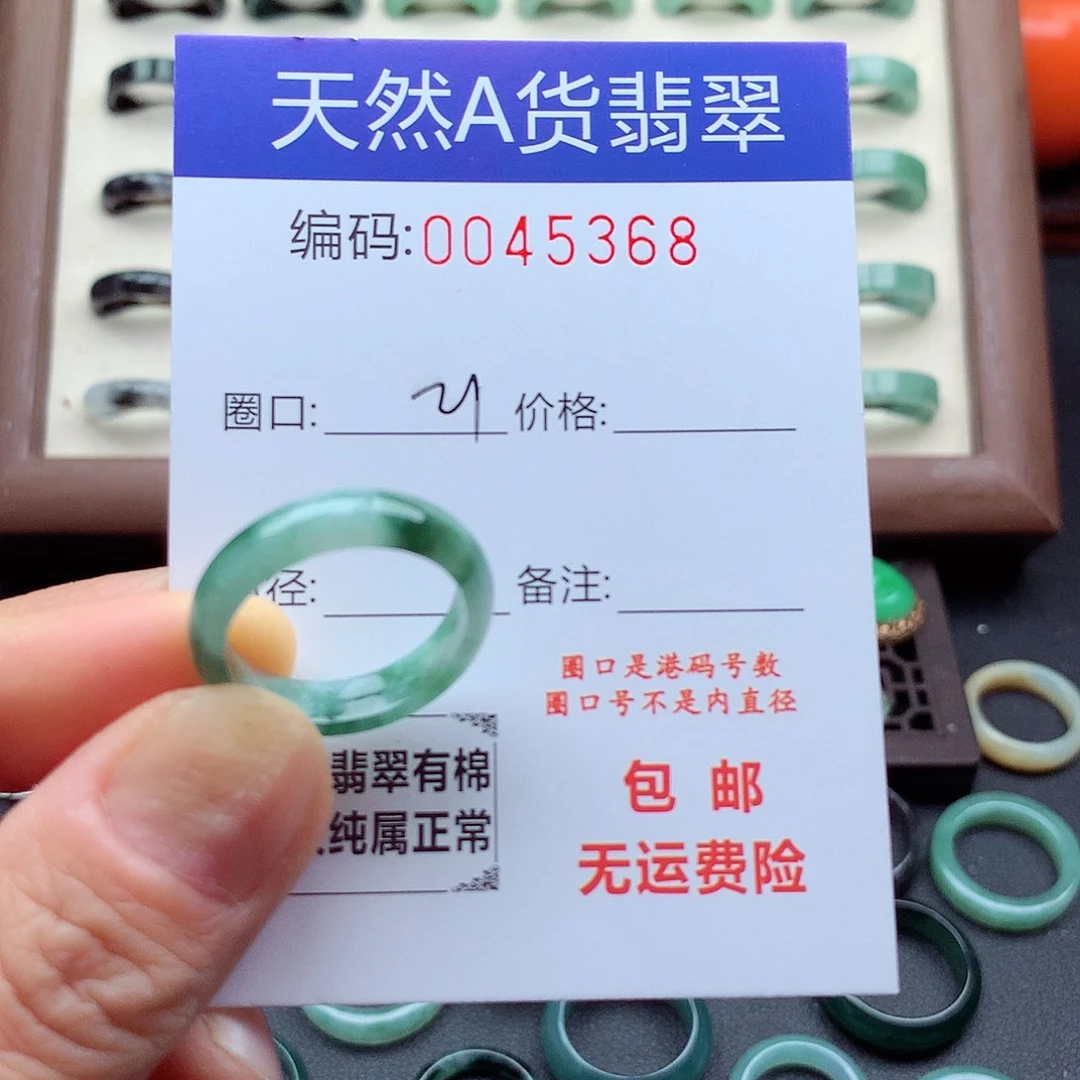 天然A货翡翠
编码:0045368
圈口: 21 价格:
径: 备注:
圈口是港码号数
圈口号不是内直径
翡翠有棉
纯属正常
包 邮
无运费险